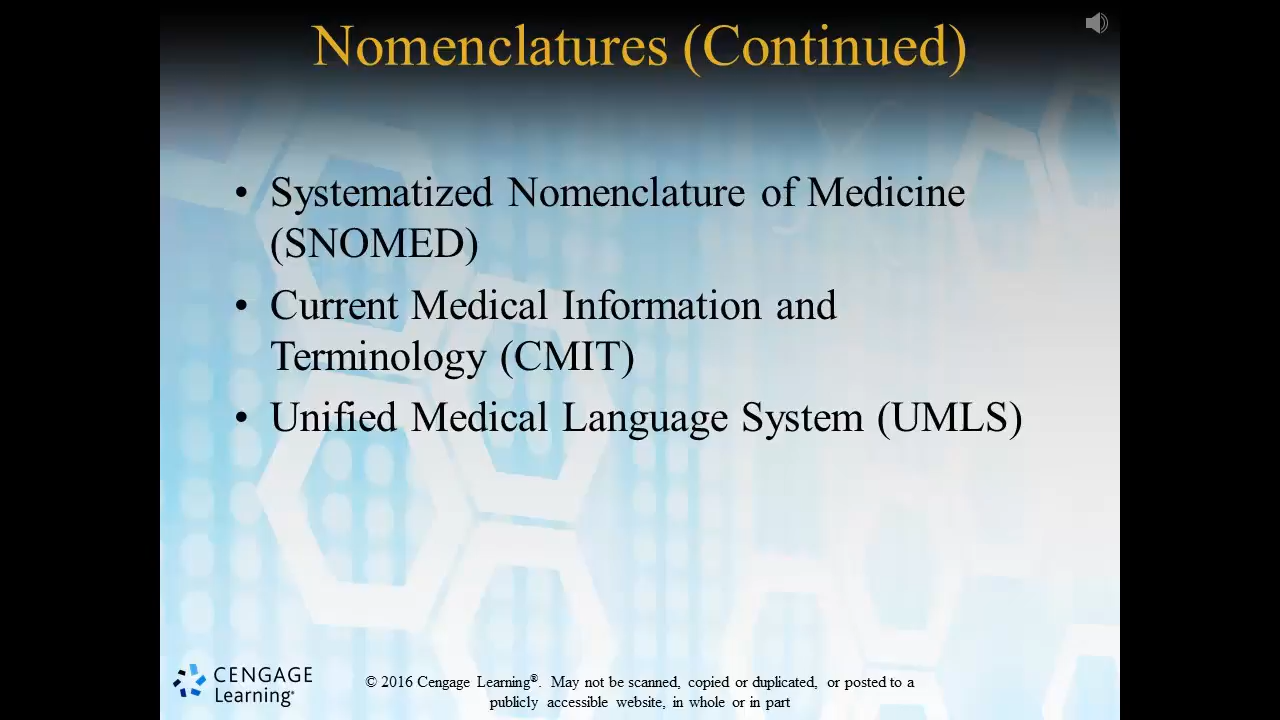 Nomenclatures (Continued)
• Systematized Nomenclature of Medicine
(SNOMED)
• Current Medical Information and
Terminology (CMIT)
• Unified Medical Language System (UMLS)
CENGAGE
Learning®
© 2016 Cengage Learning®. May not be scanned, copied or duplicated, or posted to a
publicly accessible website, in whole or in part